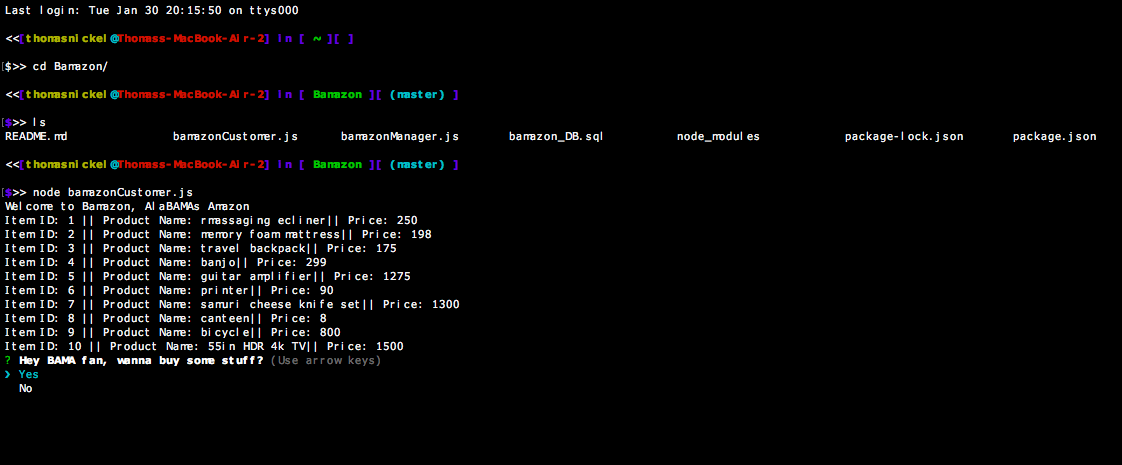 Last login: Tue Jan 30 20:15:50 on ttys000
<<[thomasnickel@Thomass-MacBook-Air-2] in [ ~ ][ ]
[$>> cd Bamazon/
<<[thomasnickel@Thomass-MacBook-Air-2] in [ Bamazon ][ (master) ]
[$>> ls
README.md bamazonCustomer.js bamazonManager.js bamazon_DB.sql node_modules package-lock.json package.json
<<[thomasnickel@Thomass-MacBook-Air-2] in [ Bamazon ][ (master) ]
[$>> node bamazonCustomer.js
Welcome to Bamazon, AlaBAMAs Amazon
Item ID: 1 || Product Name: rmassaging ecliner|| Price: 250
Item ID: 2 || Product Name: memory foam mattress|| Price: 198
Item ID: 3 || Product Name: travel backpack|| Price: 175
Item ID: 4 || Product Name: banjo|| Price: 299
Item ID: 5 || Product Name: guitar amplifier|| Price: 1275
Item ID: 6 || Product Name: printer|| Price: 90
Item ID: 7 || Product Name: samuri cheese knife set|| Price: 1300
Item ID: 8 || Product Name: canteen|| Price: 8
Item ID: 9 || Product Name: bicycle|| Price: 800
Item ID: 10 || Product Name: 55in HDR 4k TV|| Price: 1500
? Hey BAMA fan, wanna buy some stuff? (Use arrow keys)
❯ Yes
No